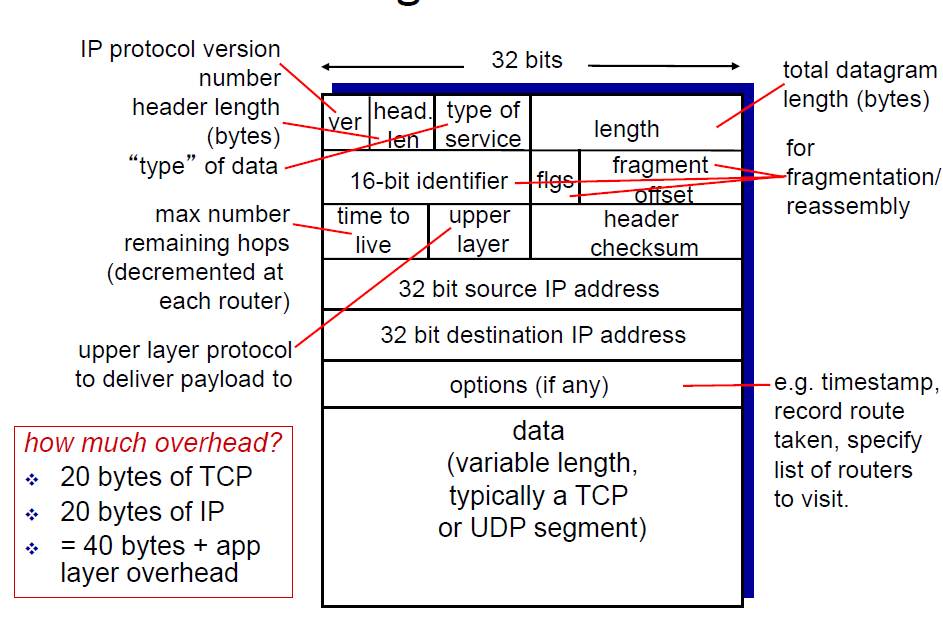 32 bits
IP protocol version
number
header length
(bytes)
“type” of data
max number
remaining hops
(decremented at
each router)
upper layer protocol
to deliver payload to
ver
head.
len
type of
service
length
16-bit identifier
flgs
fragment
offset
time to
live
upper
layer
header
checksum
32 bit source IP address
32 bit destination IP address
options (if any)
data
(variable length,
typically a TCP
or UDP segment)
total datagram
length (bytes)
for
fragmentation/
reassembly
e.g. timestamp,
record route
taken, specify
list of routers
to visit.
how much overhead?
❖ 20 bytes of TCP
❖ 20 bytes of IP
❖ = 40 bytes + app
layer overhead